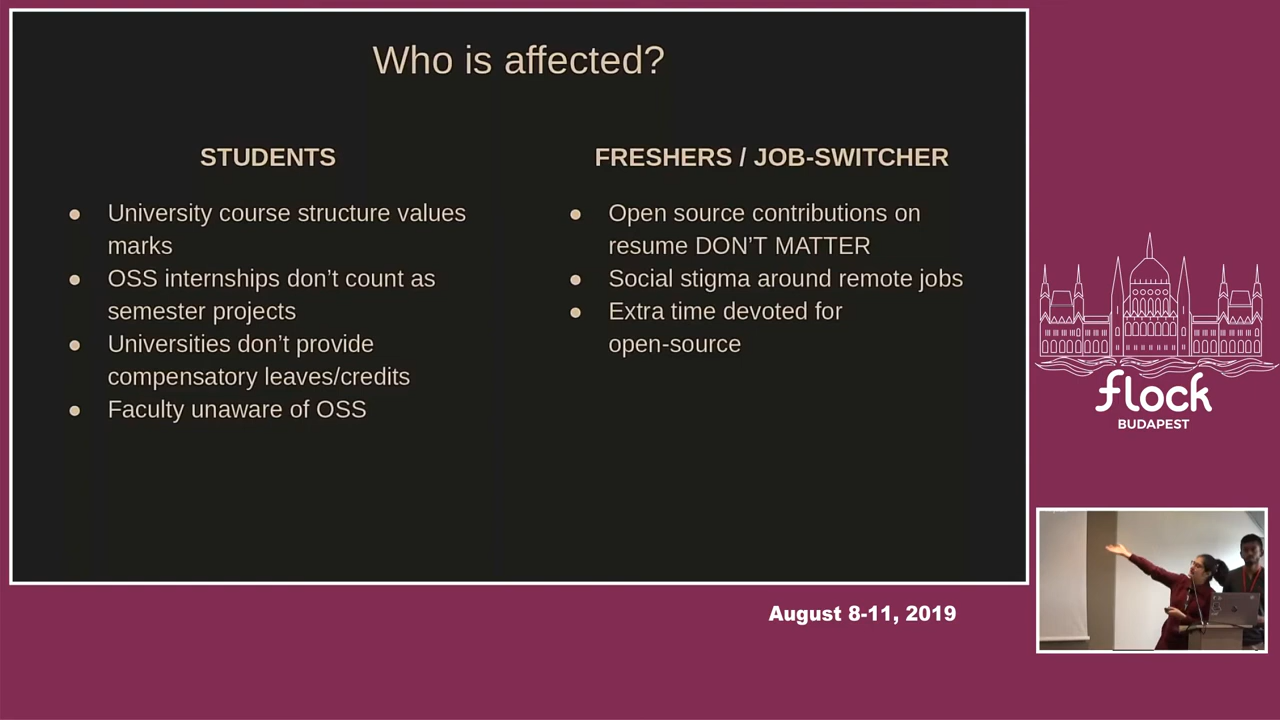 Who is affected?
STUDENTS
● University course structure values
marks
● OSS internships don’t count as
semester projects
● Universities don’t provide
compensatory leaves/credits
● Faculty unaware of OSS
FRESHERS / JOB-SWITCHER
● Open source contributions on
resume DON’T MATTER
● Social stigma around remote jobs
● Extra time devoted for
open-source
flock
BUDAPEST
August 8-11, 2019